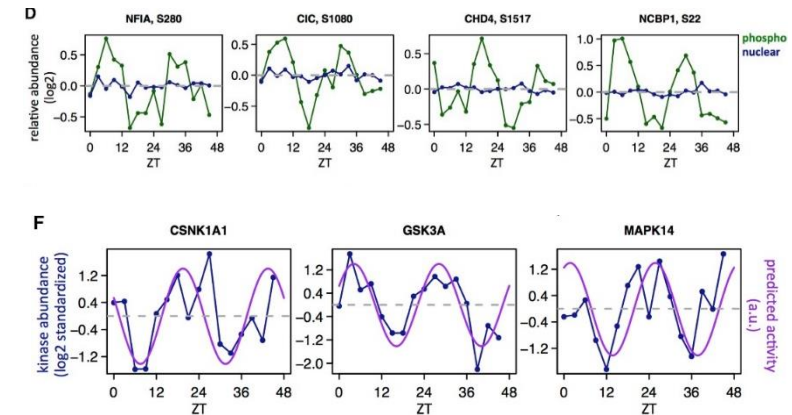 D
NFIA, S280 CIC, S1080 CHD4, S1517 NCBP1, S22
phospho
nuclear
relative abundance
(log2)
0.5 0.0 -0.5
0.5 0.0 -0.5
0.5 0.0 -0.5
1.0 0.5 0.0 -0.5
0 12 24 36 48 0 12 24 36 48 0 12 24 36 48 0 12 24 36 48
ZT ZT ZT ZT
F
CSNK1A1 GSK3A MAPK14
kinase abundance
(log2 standardized)
1.2 0.4 -0.4 -1.2
1.2 0.4 -0.4 -1.2 -2.0
1.2 0.4 -0.4 -1.2
predicted activity
(a.u.)
0 12 24 36 48 0 12 24 36 48 0 12 24 36 48
ZT ZT ZT